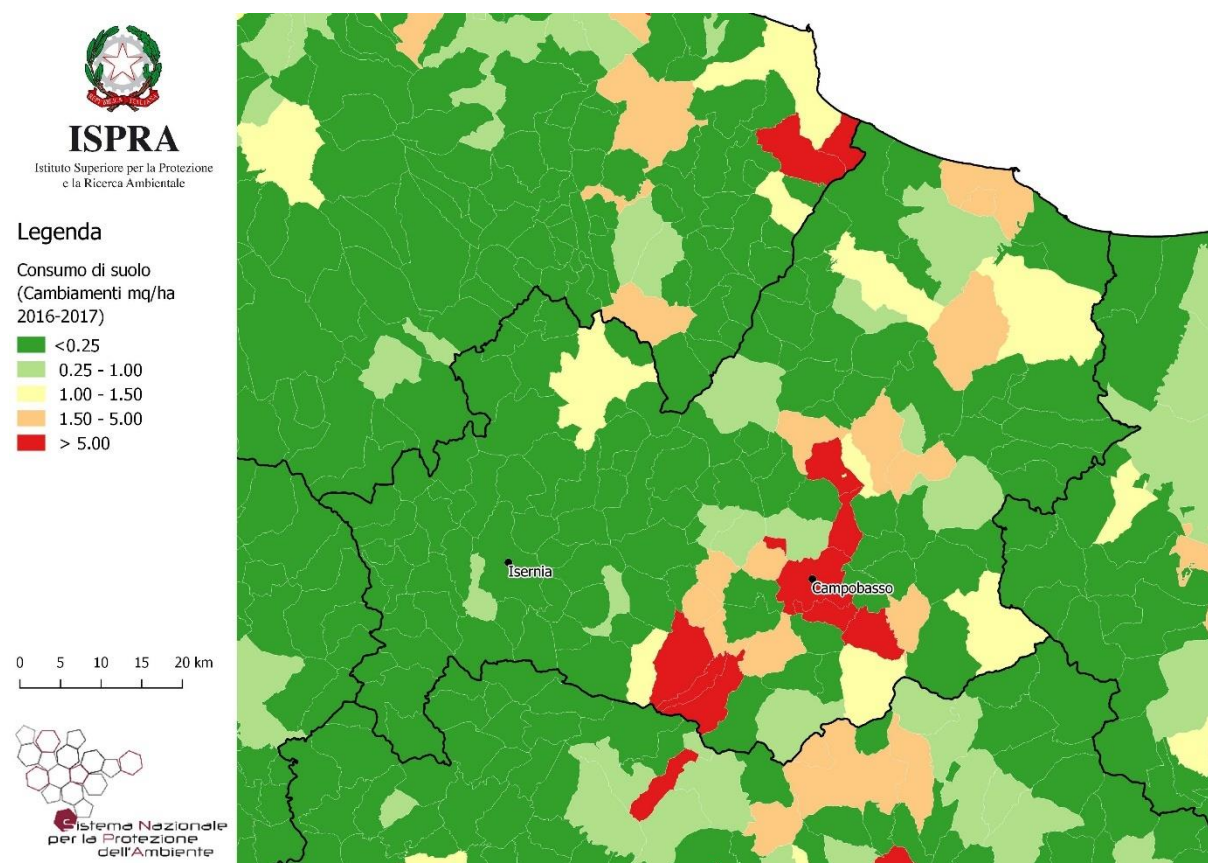 REPVBBLICA ITALIANA
ISPRA
Istituto Superiore per la Protezione
e la Ricerca Ambientale
Legenda
Consumo di suolo
(Cambiamenti mq/ha
2016-2017)
<0.25
0.25 - 1.00
1.00 - 1.50
1.50 - 5.00
> 5.00
Isernia
Campobasso
0 5 10 15 20 km
Sistema Nazionale
per la Protezione
dell'Ambiente